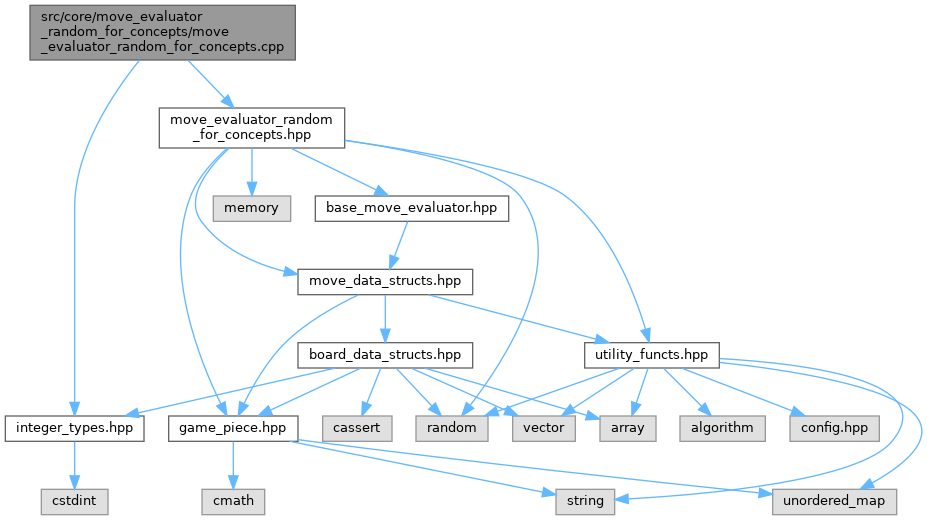 src/core/move_evaluator
_random_for_concepts/move
_evaluator_random_for_concepts.cpp
move_evaluator_random
_for_concepts.hpp
memory
base_move_evaluator.hpp
move_data_structs.hpp
board_data_structs.hpp
utility_functs.hpp
integer_types.hpp
game_piece.hpp
cassert
random
vector
array
algorithm
config.hpp
cstdint
cmath
string
unordered_map